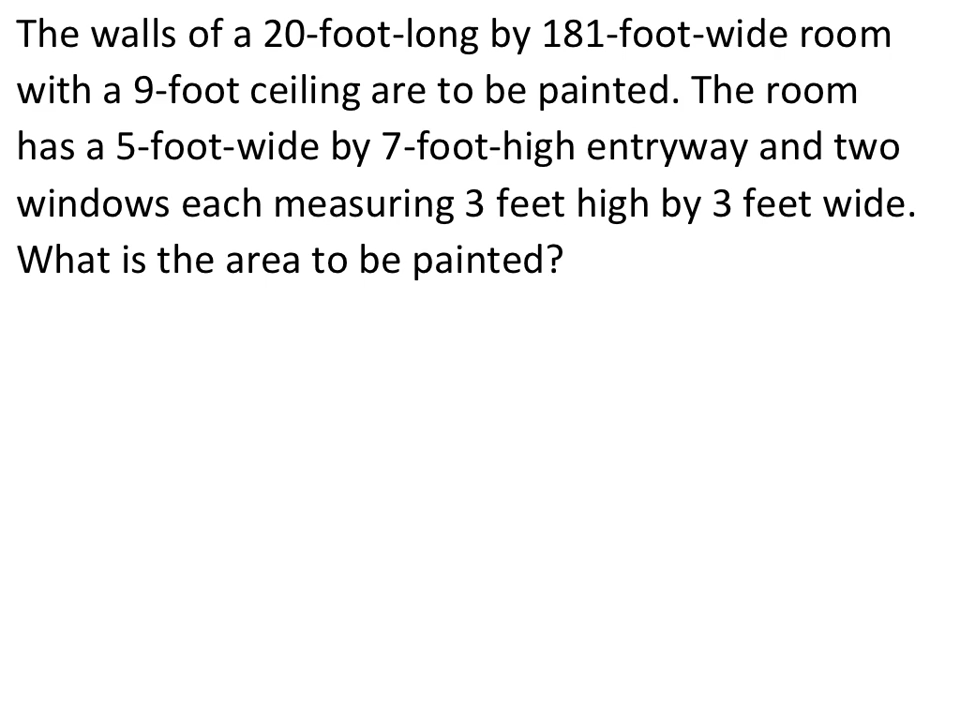 The walls of a 20-foot-long by 181-foot-wide room
with a 9-foot ceiling are to be painted. The room
has a 5-foot-wide by 7-foot-high entryway and two
windows each measuring 3 feet high by 3 feet wide.
What is the area to be painted?